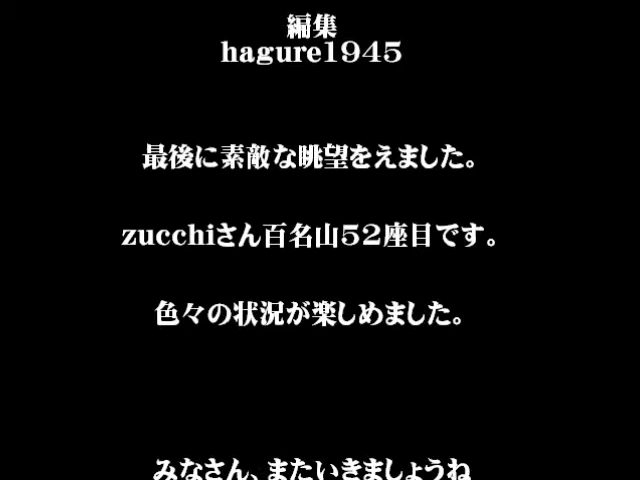 編集
hagure1945
最後に素敵な眺望をえました。
zucchiさん百名山52座目です。
色々の状況が楽しめました。
みなさん、またいきましょうね